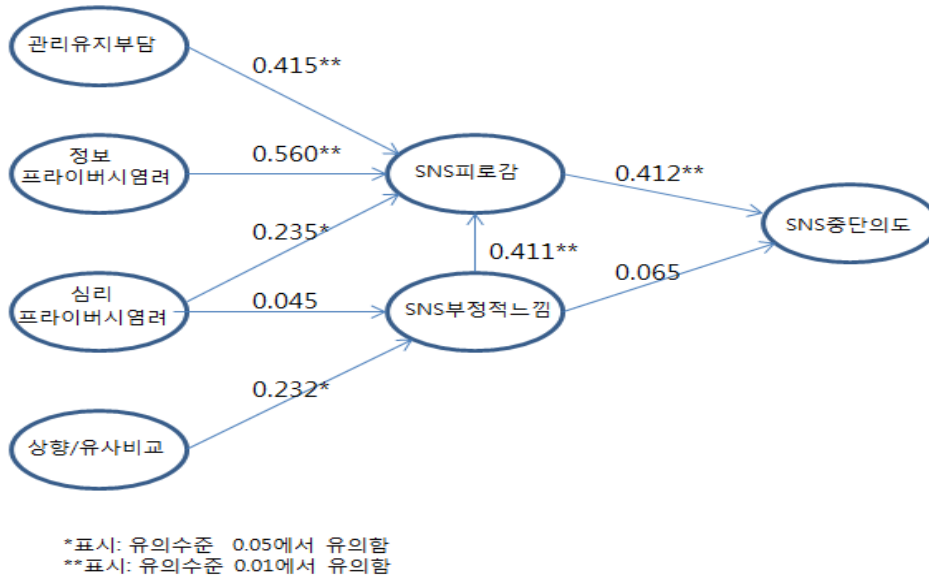 관리유지부담
0.415**
정보
프라이버시염려
0.560**
SNS피로감
0.412**
0.235*
SNS중단의도
0.411**
0.065
심리
프라이버시염려
0.045
SNS부정적느낌
0.232*
상향/유사비교
*표시: 유의수준 0.05에서 유의함
**표시: 유의수준 0.01에서 유의함